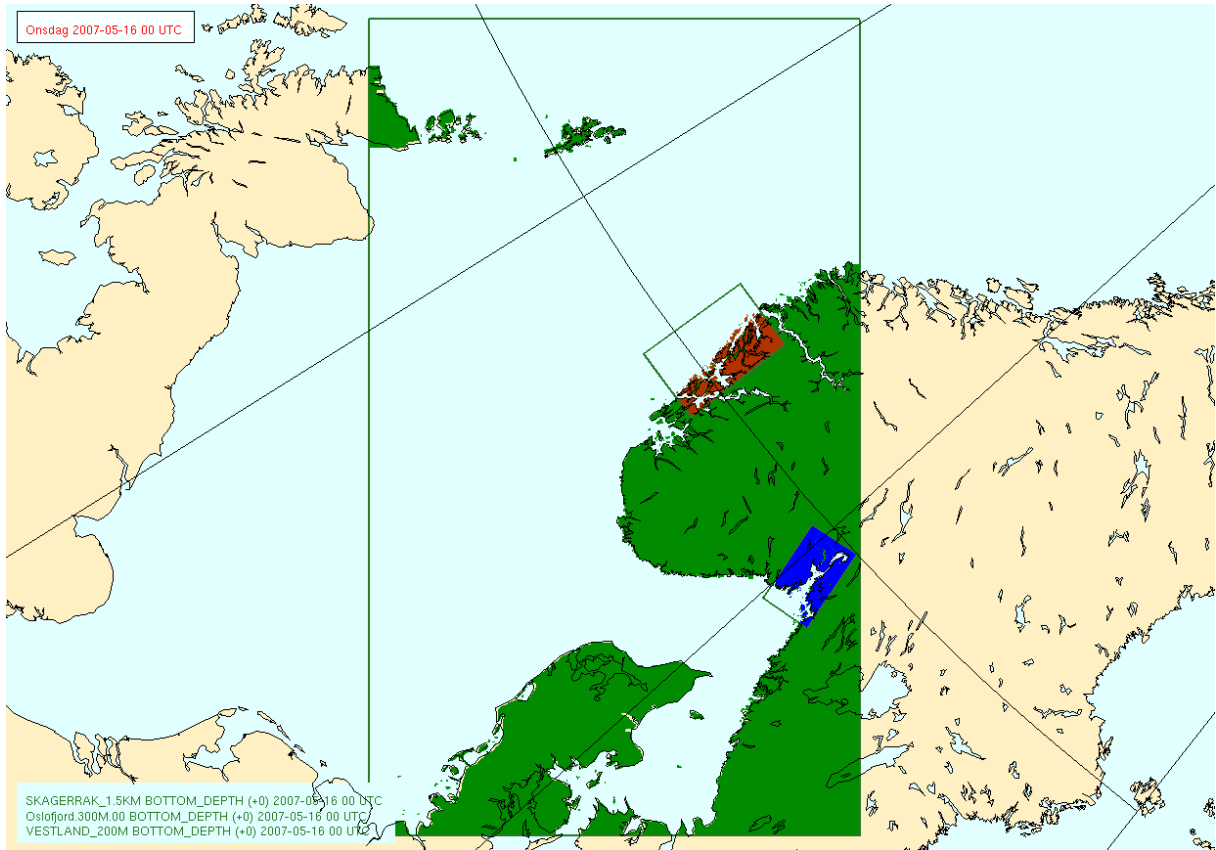 Onsdag 2007-05-16 00 UTC
SKAGERRAK_1.5KM BOTTOM_DEPTH (+0) 2007-05-16 00 UTC
Oslofjord.300M.00 BOTTOM_DEPTH (+0) 2007-05-16 00 UTC
VESTLAND_200M BOTTOM_DEPTH (+0) 2007-05-16 00 UTC